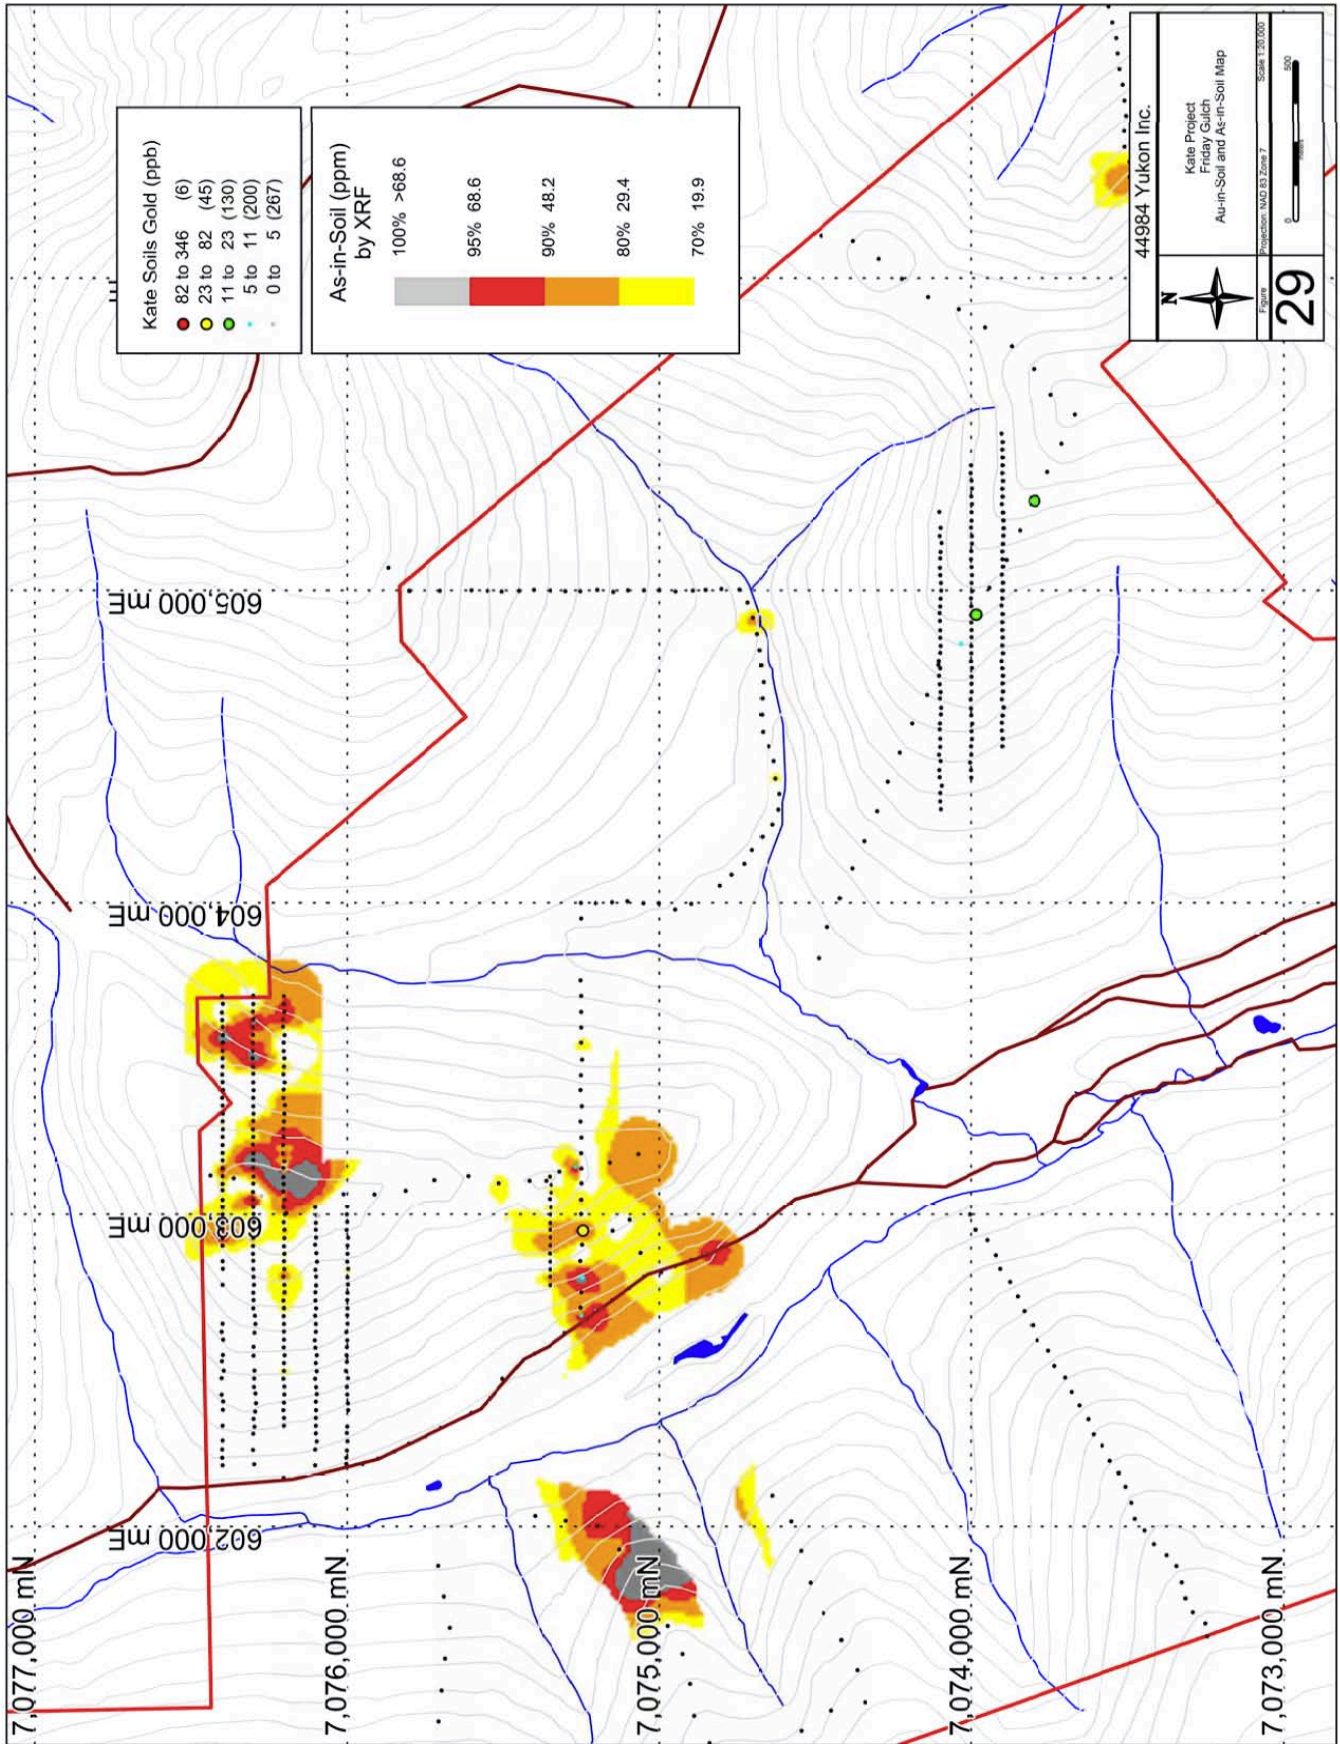 Kate Soils Gold (ppb)
82 to 346 (6)
23 to 82 (45)
11 to 23 (130)
5 to 11 (200)
0 to 5 (267)
As-in-Soil (ppm)
by XRF
100% >68.6
95% 68.6
90% 48.2
80% 29.4
70% 19.9
605,000 mE
604,000 mE
603,000 mE
602,000 mE
7,077,000 mN
7,076,000 mN
7,075,000 mN
7,074,000 mN
7,073,000 mN
44984 Yukon Inc.
N
Kate Project
Friday Gulch
Au-in-Soil and As-in-Soil Map
Figure
29
Projection: NAD 83 Zone 7
Scale 1:20,000
0 500
meters